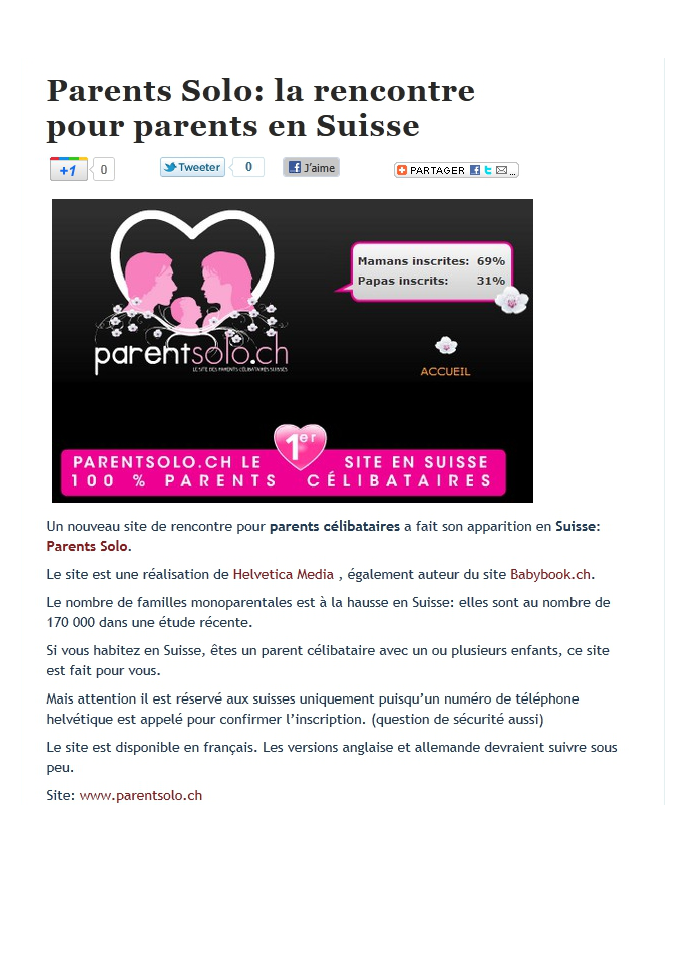 Parents Solo: la rencontre
pour parents en Suisse
+1 0 Tweeter 0 J'aime PARTAGER ...
Mamans inscrites: 69%
Papas inscrits: 31%
parentsolo.ch
LE SITE DES PARENTS CÉLIBATAIRES SUISSES
ACCUEIL
PARENTSOLO.CH LE 1er SITE EN SUISSE
100 % PARENTS CÉLIBATAIRES
Un nouveau site de rencontre pour parents célibataires a fait son apparition en Suisse:
Parents Solo.
Le site est une réalisation de Helvetica Media , également auteur du site Babybook.ch.
Le nombre de familles monoparentales est à la hausse en Suisse: elles sont au nombre de
170 000 dans une étude récente.
Si vous habitez en Suisse, êtes un parent célibataire avec un ou plusieurs enfants, ce site
est fait pour vous.
Mais attention il est réservé aux suisses uniquement puisqu'un numéro de téléphone
helvétique est appelé pour confirmer l'inscription. (question de sécurité aussi)
Le site est disponible en français. Les versions anglaise et allemande devraient suivre sous
peu.
Site: www.parentsolo.ch